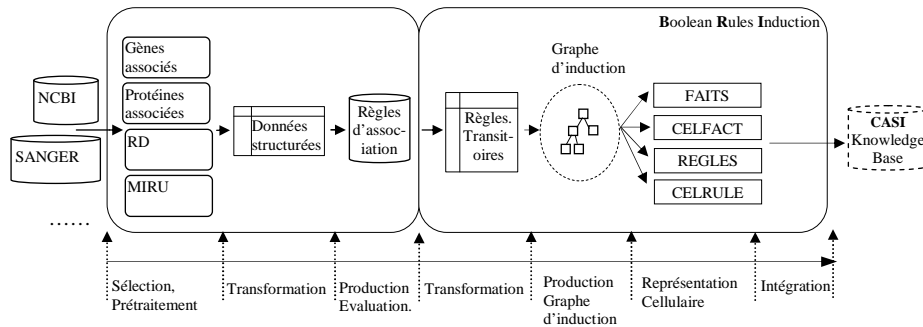 Boolean Rules Induction
NCBI
SANGER
……
Gènes
associés
Protéines
associées
RD
MIRU
Données
structurées
Règles
d'assoc-
iation
Règles.
Transit-
oires
Graphe
d'induction
FAITS
CELFACT
REGLES
CELRULE
CASI
Knowledge
Base
Sélection,
Prétraitement
Transformation
Production
Evaluation.
Transformation
Production
Graphe
d'induction
Représentation
Cellulaire
Intégration